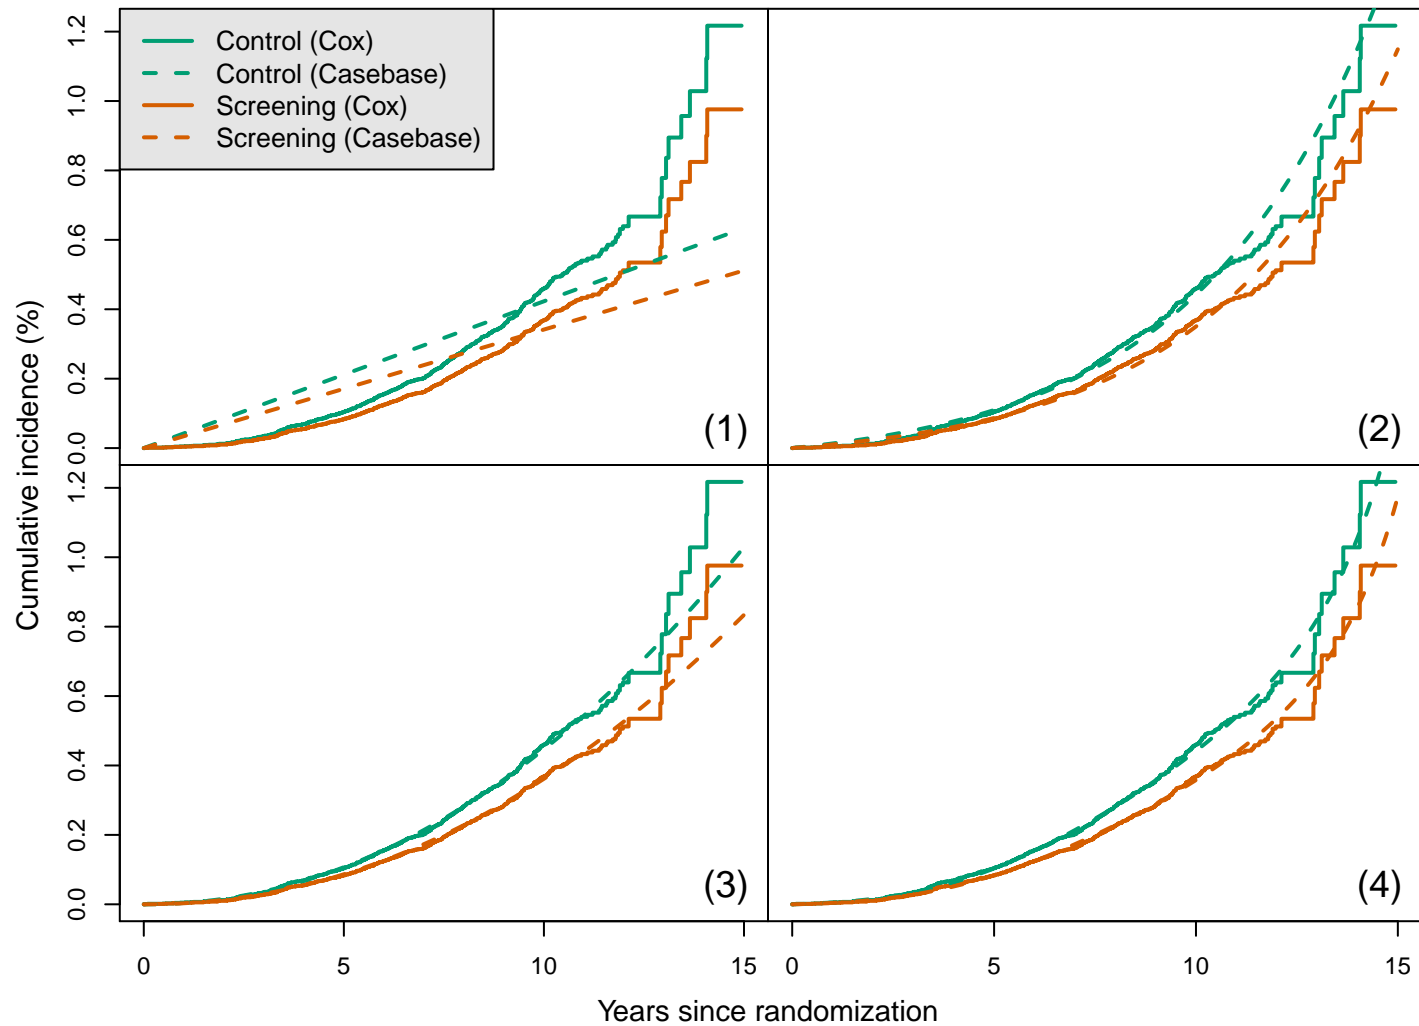 Control (Cox)
Control (Casebase)
Screening (Cox)
Screening (Casebase)
0.0
0.2
0.4
0.6
0.8
1.0
1.2
(1)
(2)
Cumulative incidence (%)
0.0
0.2
0.4
0.6
0.8
1.0
1.2
(3)
(4)
0 5 10 15
0 5 10 15
Years since randomization